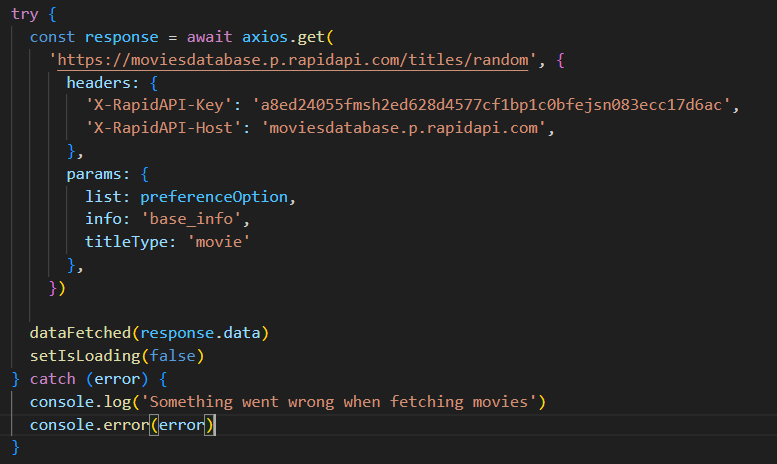 try {
const response = await axios.get(
'https://moviesdatabase.p.rapidapi.com/titles/random', {
headers: {
'X-RapidAPI-Key': 'a8ed24055fmsh2ed628d4577cf1bp1c0bfejsn083ecc17d6ac',
'X-RapidAPI-Host': 'moviesdatabase.p.rapidapi.com',
},
params: {
list: preferenceOption,
info: 'base_info',
titleType: 'movie'
},
})
dataFetched(response.data)
setIsLoading(false)
} catch (error) {
console.log('Something went wrong when fetching movies')
console.error(error)
}